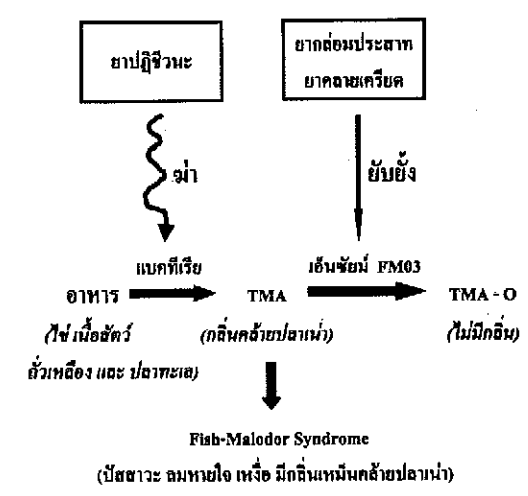 ยาปฏิชีวนะ
ยากล่อมประสาท
ยาคลายเครียด
ฆ่า
ยับยั้ง
แบคทีเรีย
เอ็นซัยม์ FM03
อาหาร
TMA
TMA - O
(ไข่ เนื้อสัตว์
ถั่วเหลือง และ ปลาทะเล)
(กลิ่นคล้ายปลาเน่า)
(ไม่มีกลิ่น)
Fish-Malodor Syndrome
(ปัสสาวะ ลมหายใจ เหงื่อ มีกลิ่นเหม็นคล้ายปลาเน่า)